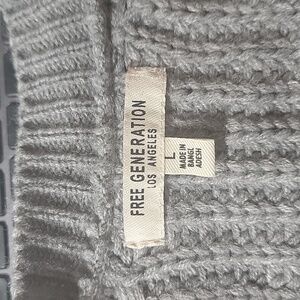 FREE GENERATION
LOS ANGELES
L
MADE IN
BANGL
ADESH